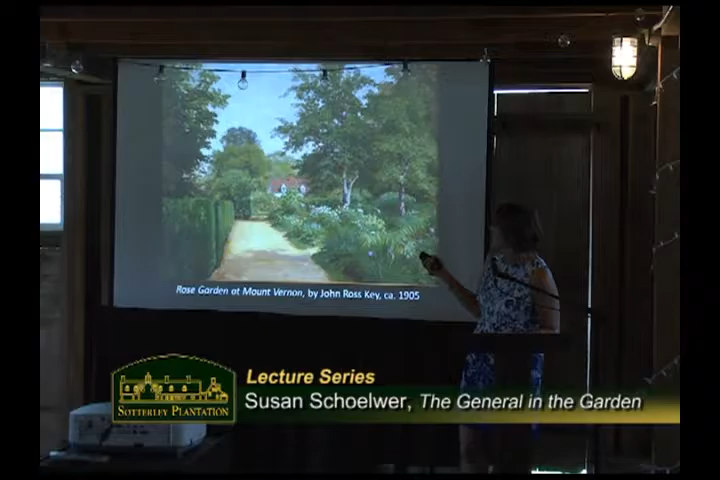 Rose Garden at Mount Vernon, by John Ross Key, ca. 1905
Lecture Series
Susan Schoelwer, The General in the Garden
SOTTERLEY PLANTATION